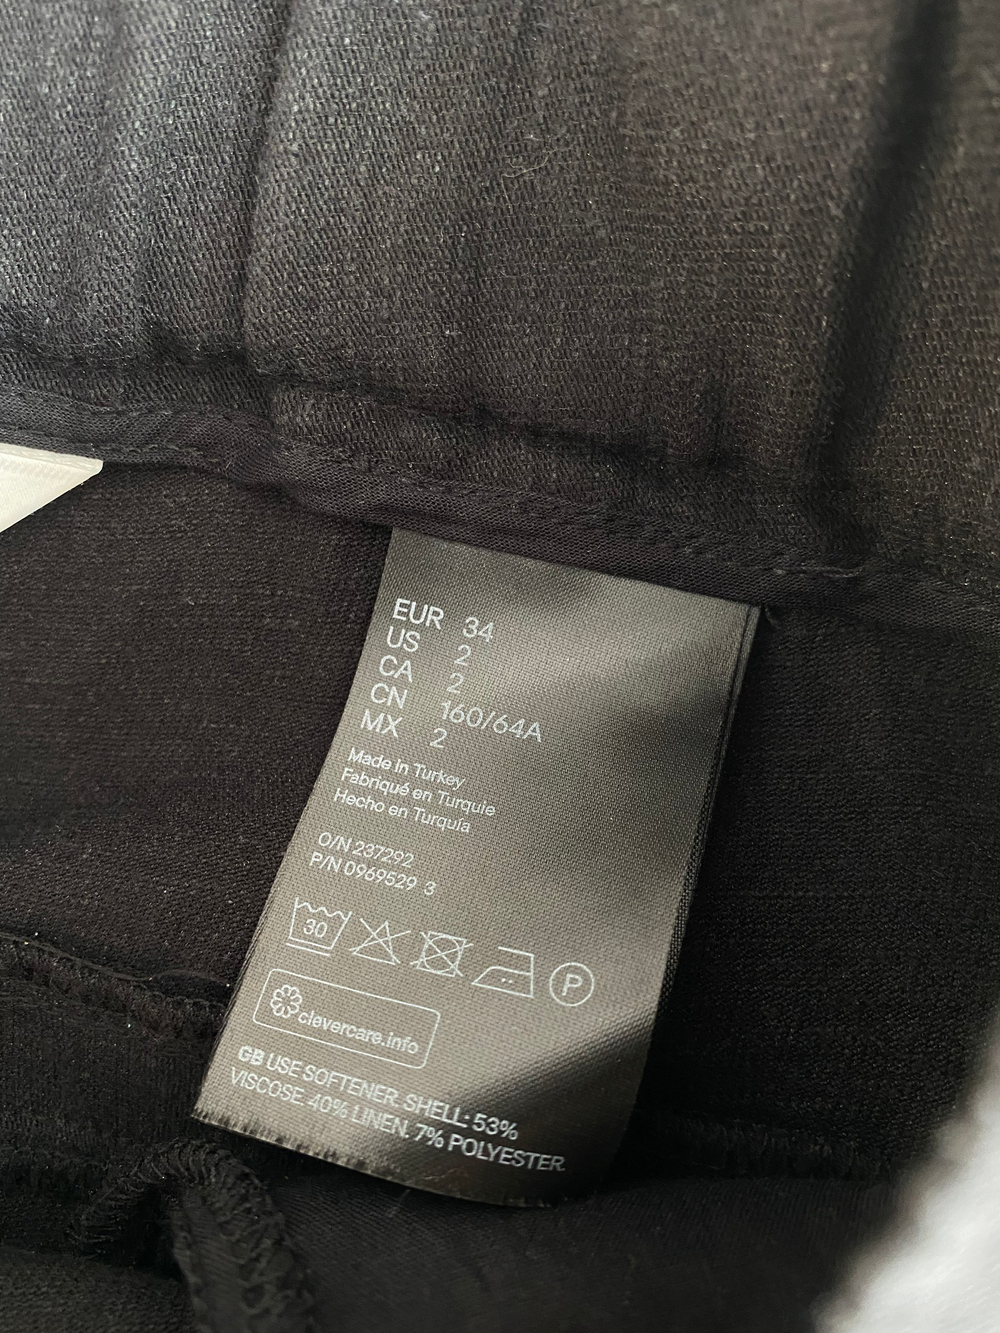 EUR 34
US 2
CA 2
CN 160/64A
MX 2
Made in Turkey
Fabriqué en Turquie
Hecho en Turquía
O/N 237292
P/N 0969529 3
30
P
clevercare.info
GB USE SOFTENER. SHELL: 53%
VISCOSE. 40% LINEN. 7% POLYESTER